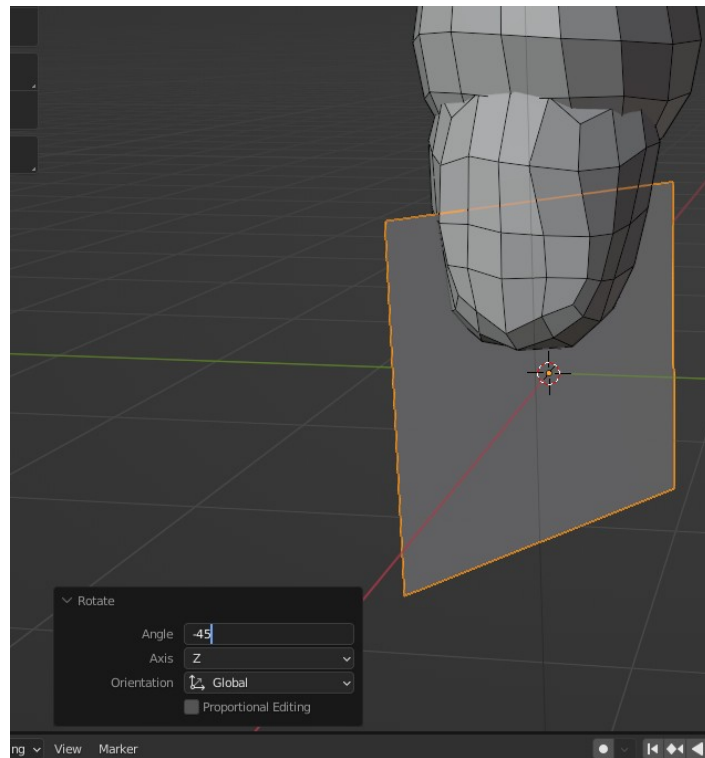 Rotate
Angle -45
Axis Z
Orientation Global
Proportional Editing
ng View Marker